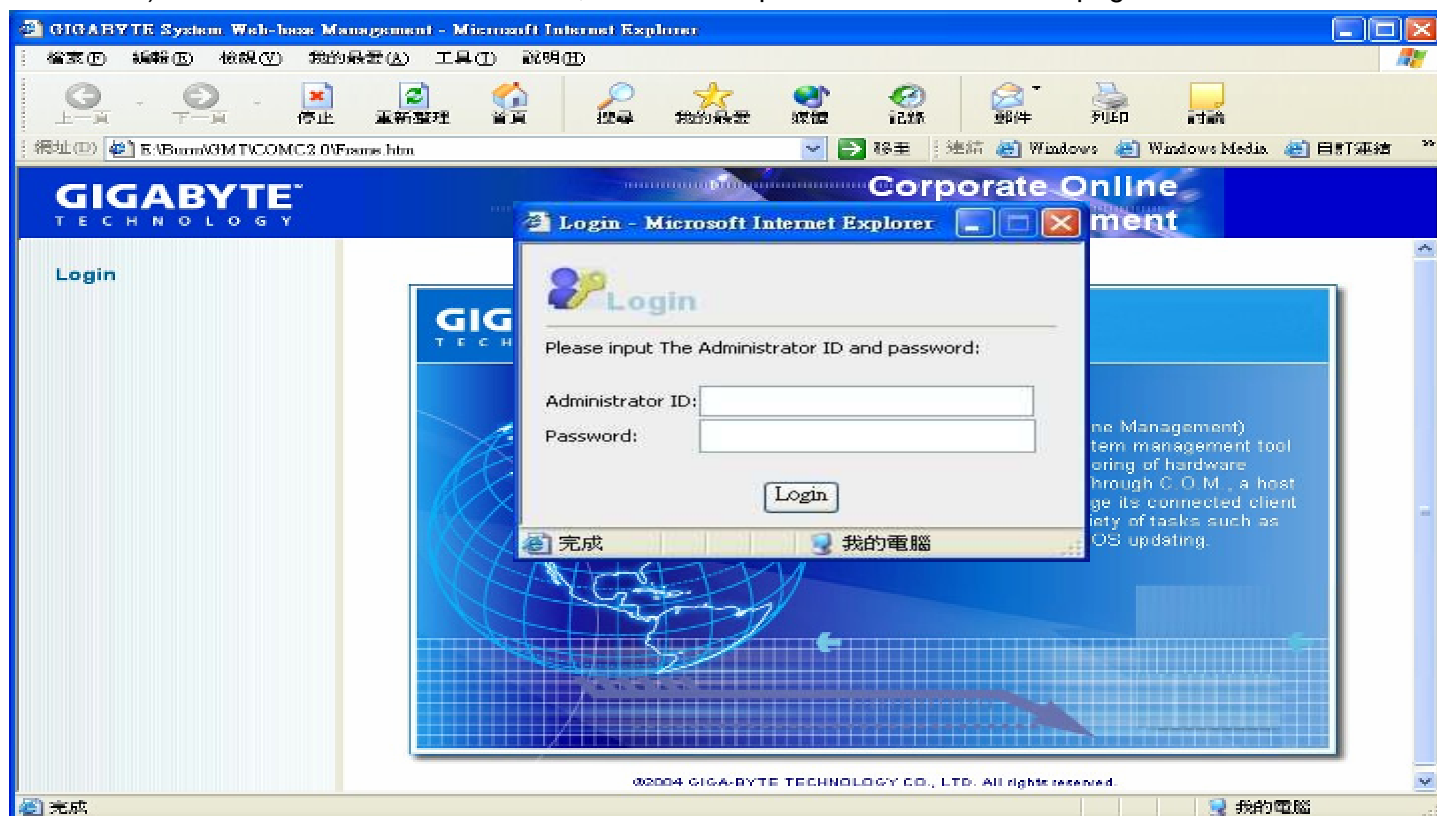 GIGABYTE System Web-base Management - Microsoft Internet Explorer
檔案(F) 編輯(E) 檢視(V) 我的最愛(A) 工具(T) 說明(H)
上一頁 下一頁 停止 重新整理 首頁 搜尋 我的最愛 媒體 記錄 郵件 列印 討論
網址(D) E:\Bunn\GMT\COMC2.0\Frame.htm 移至 連結 Windows Windows Media 自訂連結 »
GIGABYTE™
TECHNOLOGY
Corporate Online
ment
Login
Login - Microsoft Internet Explorer
Login
Please input The Administrator ID and password:
Administrator ID:
Password:
Login
完成 我的電腦
GIG
TECH
ne Management)
tem management tool
oring of hardware
hrough C.O.M., a host
ge its connected client
iety of tasks such as
OS updating.
©2004 GIGA-BYTE TECHNOLOGY CO., LTD. All rights reserved.
完成 我的電腦